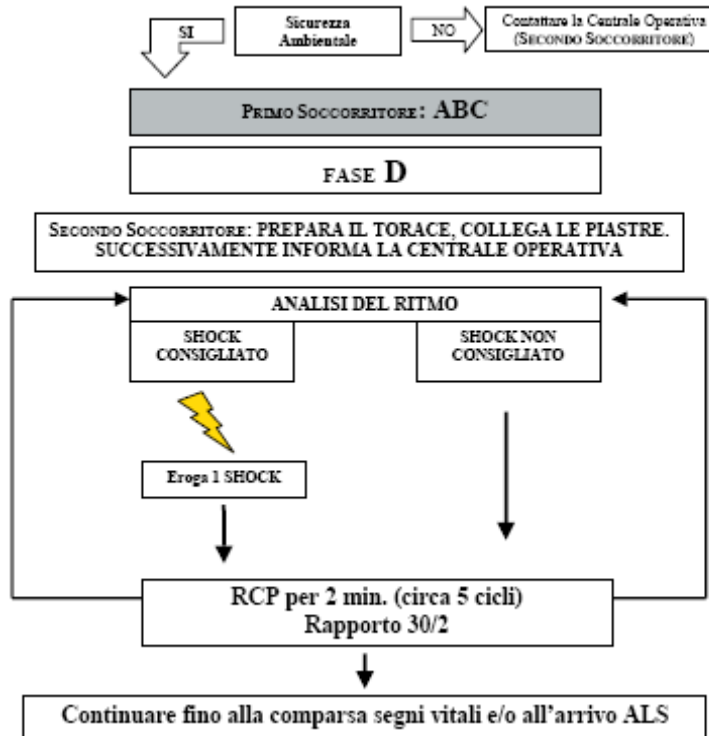 SI
Sicurezza
Ambientale
NO
Contattare la Centrale Operativa
(SECONDO SOCCORRITORE)
PRIMO SOCCORRITORE: ABC
FASE D
SECONDO SOCCORRITORE: PREPARA IL TORACE, COLLEGA LE PIASTRE.
SUCCESSIVAMENTE INFORMA LA CENTRALE OPERATIVA
ANALISI DEL RITMO
SHOCK
CONSIGLIATO
SHOCK NON
CONSIGLIATO
Eroga 1 SHOCK
RCP per 2 min. (circa 5 cicli)
Rapporto 30/2
Continuare fino alla comparsa segni vitali e/o all'arrivo ALS